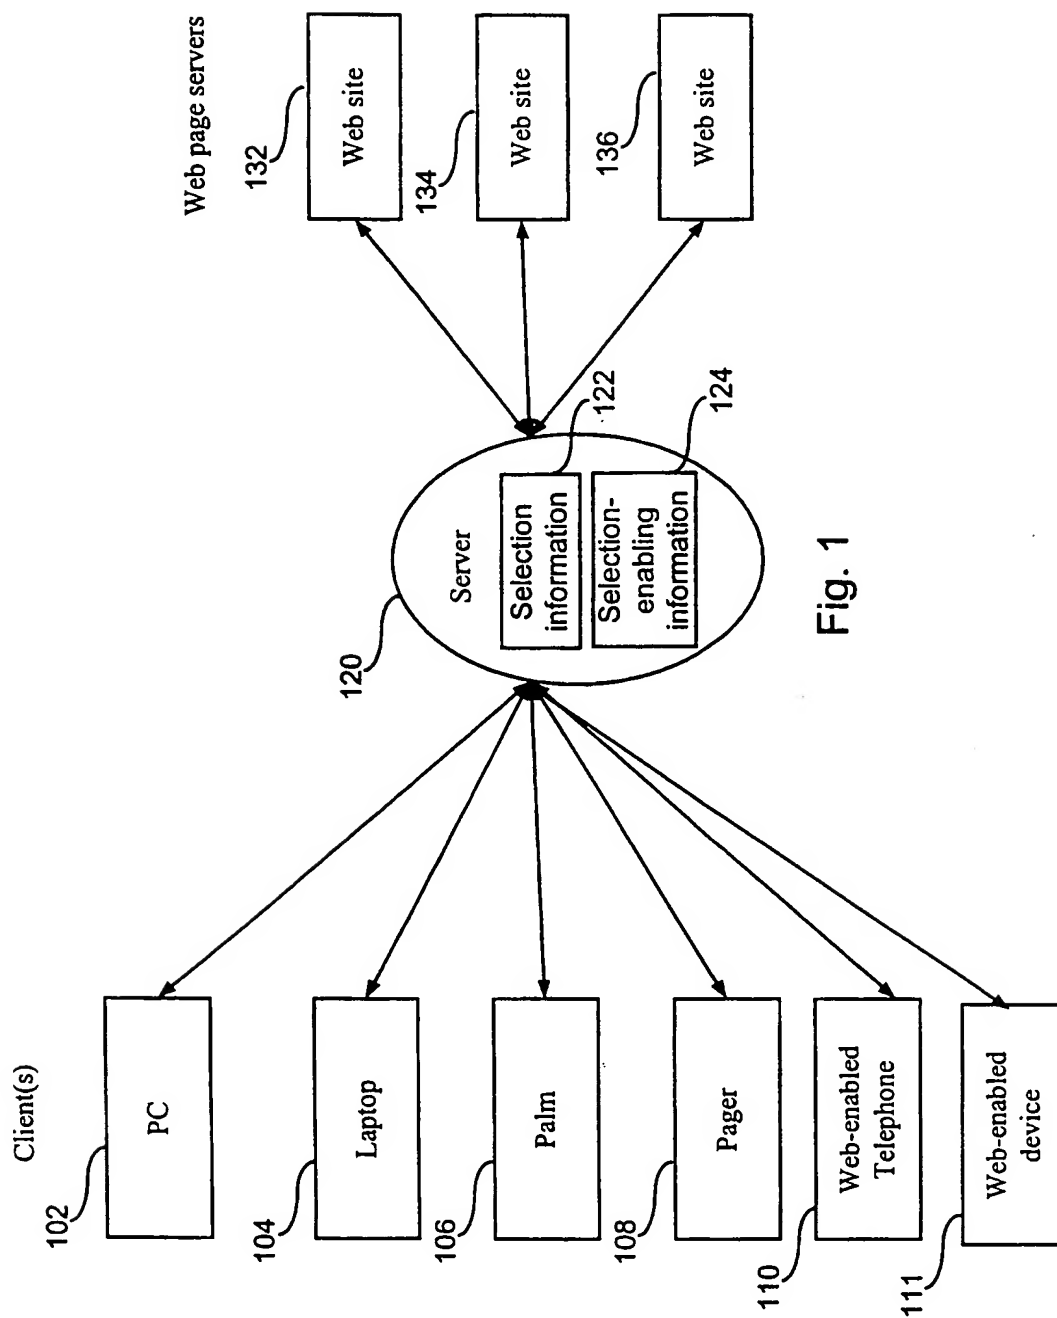 Client(s)
102
PC
104
Laptop
106
Palm
108
Pager
110
Web-enabled
Telephone
111
Web-enabled
device
120
Server
Selection
information
122
Selection-
enabling
information
124
Web page servers
132
Web site
134
Web site
136
Web site
Fig. 1